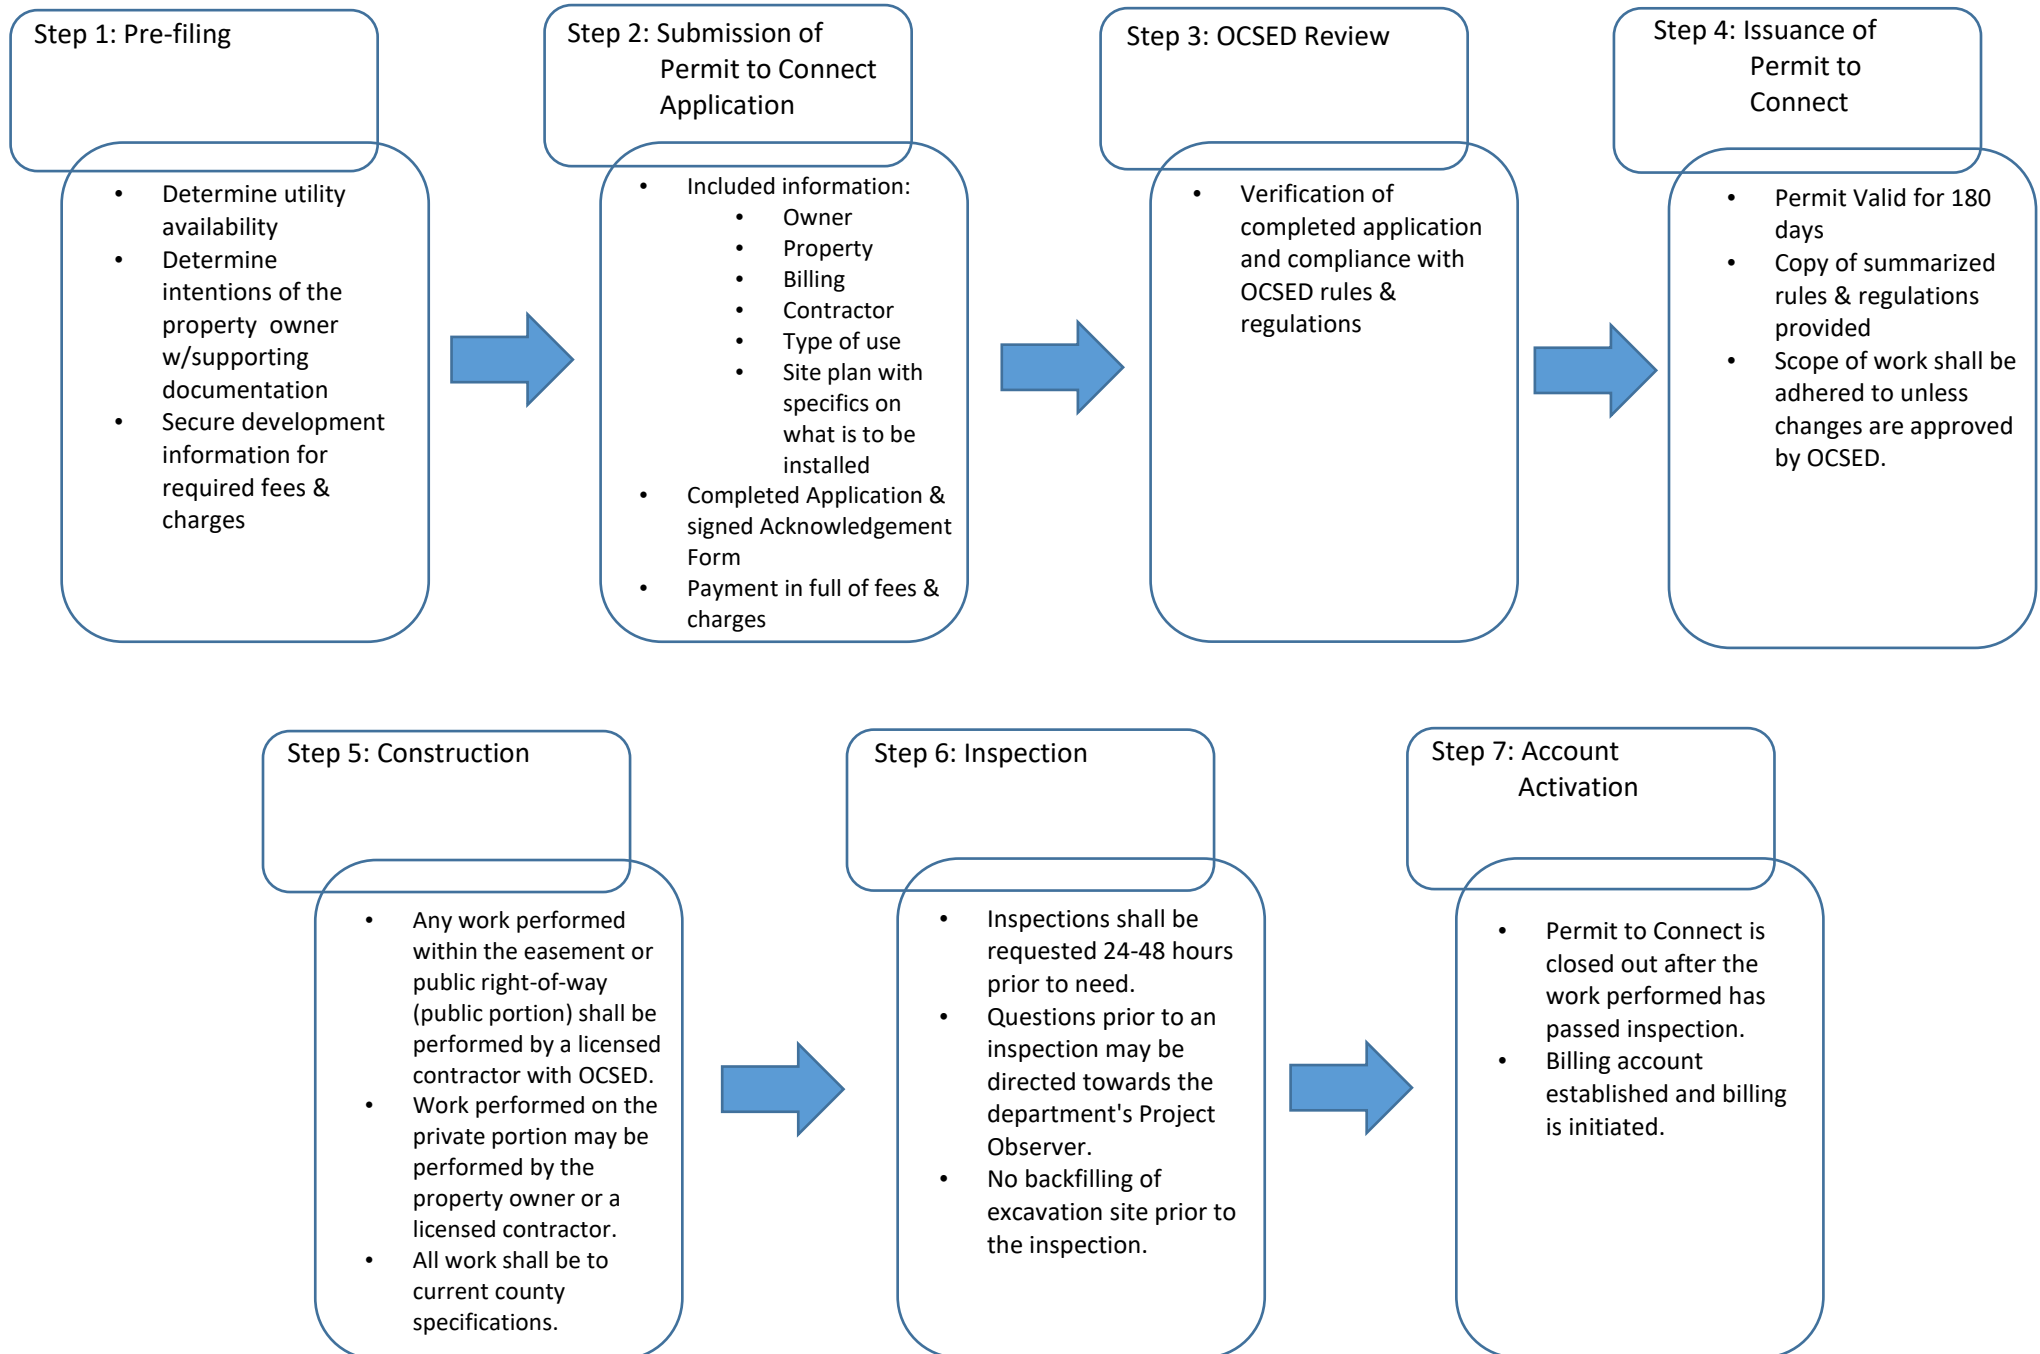 Step 1: Pre-filing
• Determine utility
availability
• Determine
intentions of the
property owner
w/supporting
documentation
• Secure development
information for
required fees &
charges
Step 2: Submission of
Permit to Connect
Application
• Included information:
• Owner
• Property
• Billing
• Contractor
• Type of use
• Site plan with
specifics on
what is to be
installed
• Completed Application &
signed Acknowledgement
Form
• Payment in full of fees &
charges
Step 3: OCSED Review
• Verification of
completed application
and compliance with
OCSED rules &
regulations
Step 4: Issuance of
Permit to
Connect
• Permit Valid for 180
days
• Copy of summarized
rules & regulations
provided
• Scope of work shall be
adhered to unless
changes are approved
by OCSED.
Step 5: Construction
• Any work performed
within the easement or
public right-of-way
(public portion) shall be
performed by a licensed
contractor with OCSED.
• Work performed on the
private portion may be
performed by the
property owner or a
licensed contractor.
• All work shall be to
current county
specifications.
Step 6: Inspection
• Inspections shall be
requested 24-48 hours
prior to need.
• Questions prior to an
inspection may be
directed towards the
department's Project
Observer.
• No backfilling of
excavation site prior to
the inspection.
Step 7: Account
Activation
• Permit to Connect is
closed out after the
work performed has
passed inspection.
• Billing account
established and billing
is initiated.